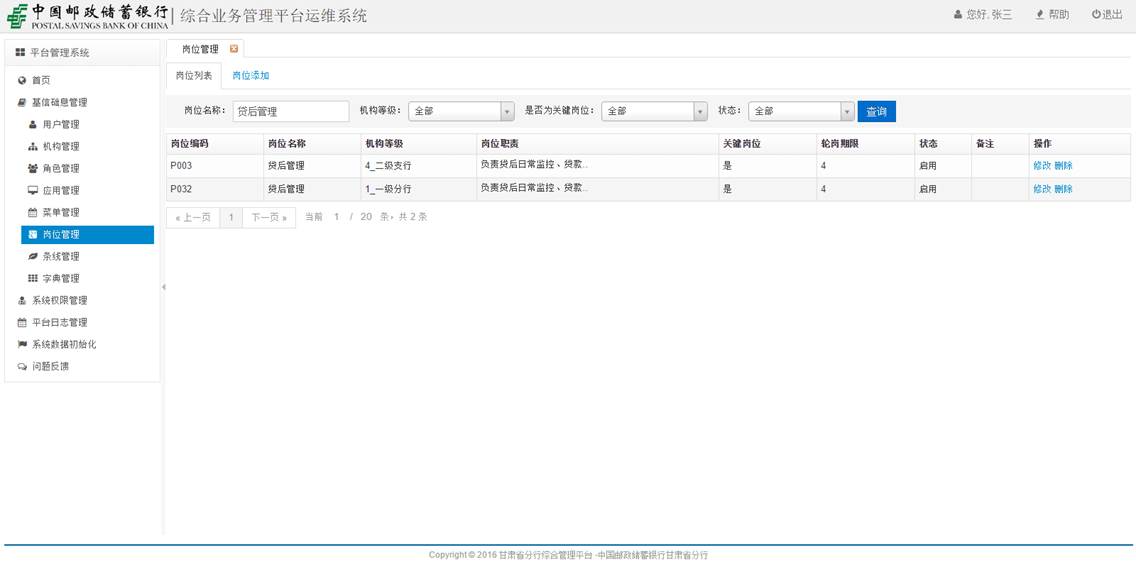 中国邮政储蓄银行
POSTAL SAVINGS BANK OF CHINA
综合业务管理平台运维系统
您好, 张三 帮助 退出
平台管理系统
首页
基信础息管理
用户管理
机构管理
角色管理
应用管理
菜单管理
岗位管理
条线管理
字典管理
系统权限管理
平台日志管理
系统数据初始化
问题反馈
岗位管理
岗位列表 岗位添加
岗位名称: 贷后管理 机构等级: 全部 是否为关键岗位: 全部 状态: 全部 查询
岗位编码 岗位名称 机构等级 岗位职责 关键岗位 轮岗期限 状态 备注 操作
P003 贷后管理 4_二级支行 负责贷后日常监控、贷款... 是 4 启用 修改 删除
P032 贷后管理 1_一级分行 负责贷后日常监控、贷款... 是 4 启用 修改 删除
« 上一页 1 下一页 » 当前 1 / 20 条，共 2 条
Copyright © 2016 甘肃省分行综合管理平台 -中国邮政储蓄银行甘肃省分行